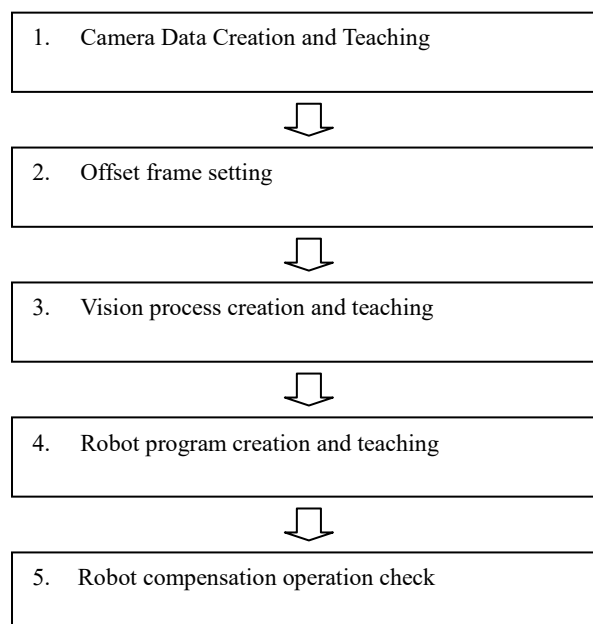 1. Camera Data Creation and Teaching
2. Offset frame setting
3. Vision process creation and teaching
4. Robot program creation and teaching
5. Robot compensation operation check